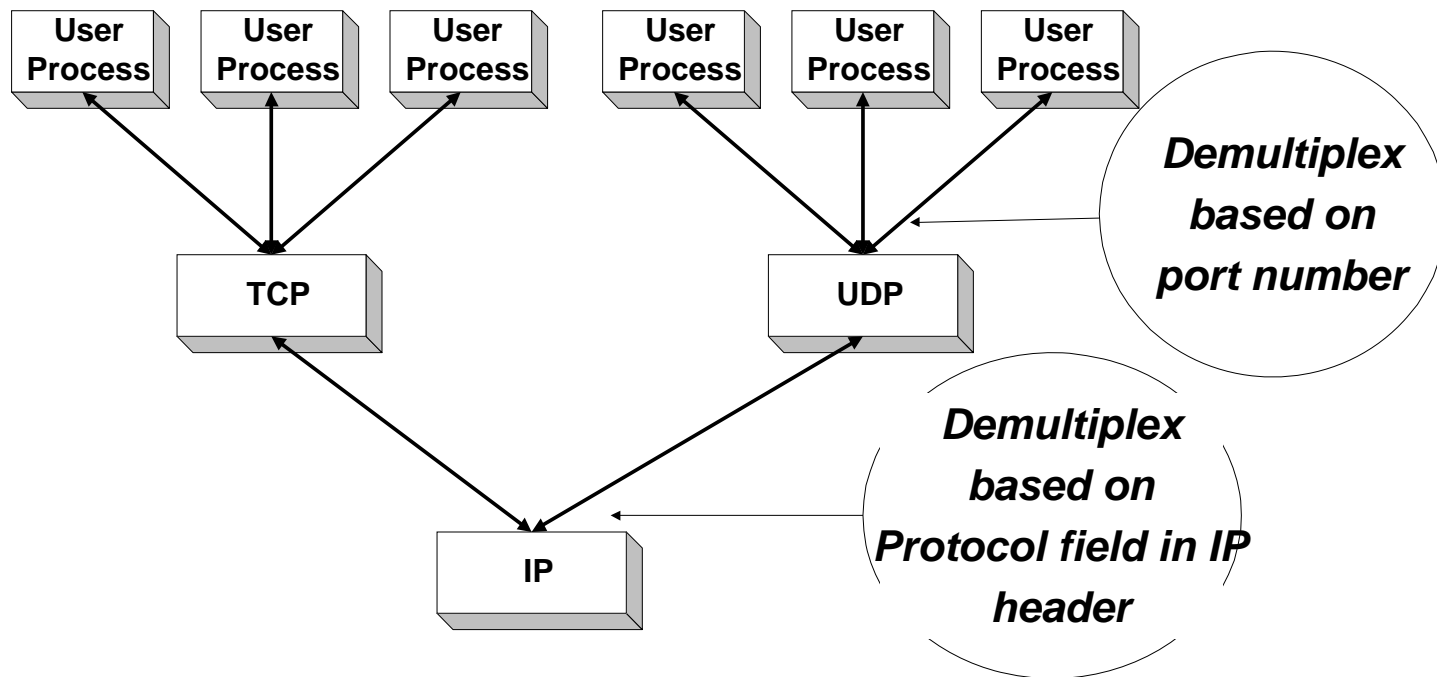 User
Process
User
Process
User
Process
User
Process
User
Process
User
Process
Demultiplex
based on
port number
TCP
UDP
Demultiplex
based on
Protocol field in IP
header
IP